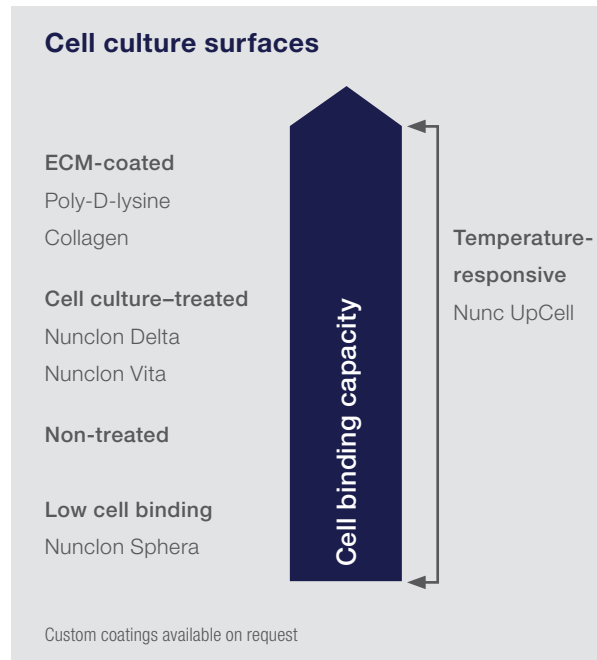 Cell culture surfaces
ECM-coated
Poly-D-lysine
Collagen
Cell culture–treated
Nunclon Delta
Nunclon Vita
Non-treated
Low cell binding
Nunclon Sphera
Cell binding capacity
Temperature-
responsive
Nunc UpCell
Custom coatings available on request